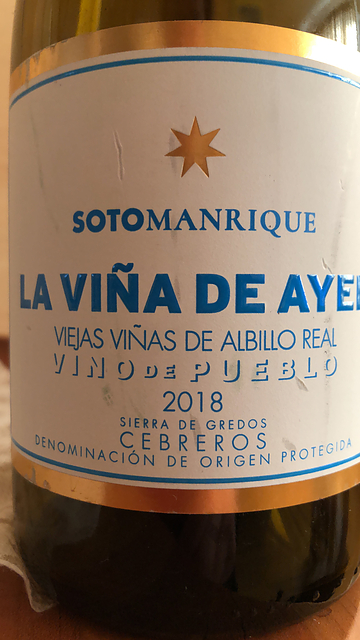 SOTOMANRIQUE
LA VIÑA DE AYE
VIEJAS VIÑAS DE ALBILLO REAL
VINO DE PUEBLO
2018
SIERRA DE GREDOS
CEBREROS
DENOMINACIÓN DE ORIGEN PROTEGIDA